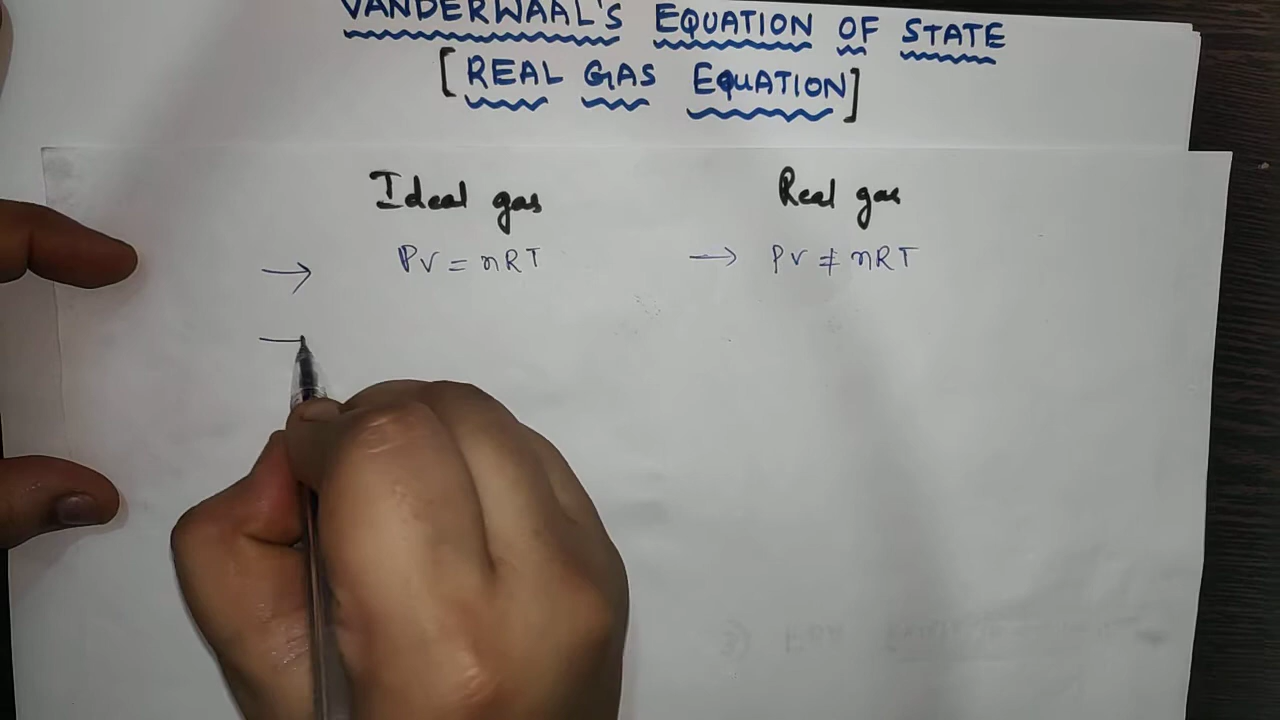 VANDERWAAL'S EQUATION OF STATE
[REAL GAS EQUATION]
Ideal gas Real gas
→ PV = nRT → PV ≠ nRT